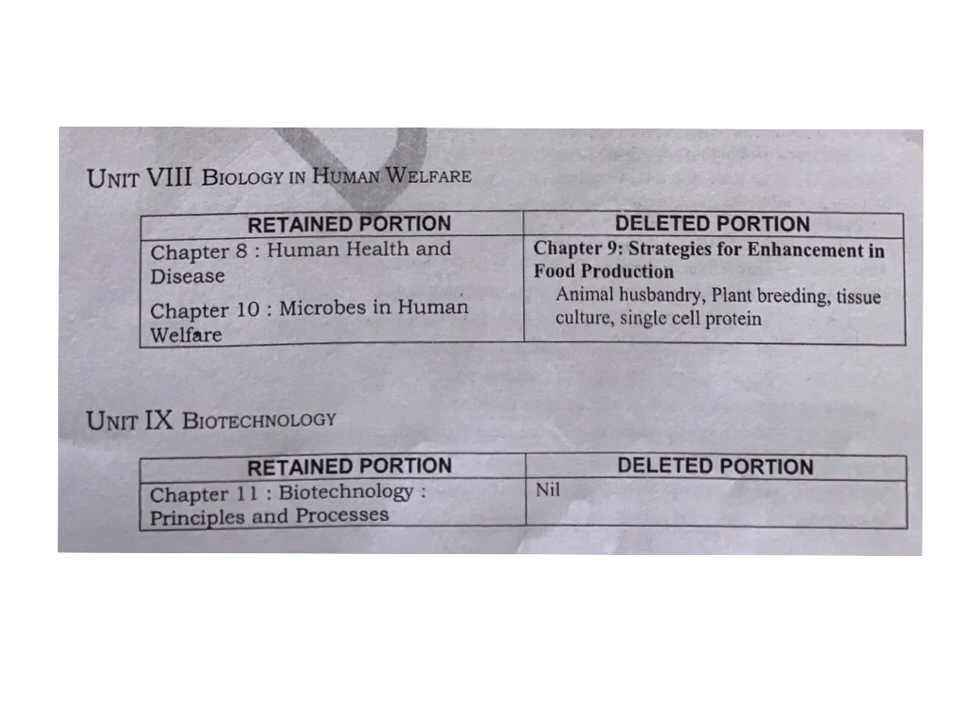 UNIT VIII BIOLOGY IN HUMAN WELFARE
RETAINED PORTION DELETED PORTION
Chapter 8 : Human Health and
Disease
Chapter 10 : Microbes in Human
Welfare
Chapter 9: Strategies for Enhancement in
Food Production
Animal husbandry, Plant breeding, tissue
culture, single cell protein
UNIT IX BIOTECHNOLOGY
RETAINED PORTION DELETED PORTION
Chapter 11 : Biotechnology :
Principles and Processes
Nil